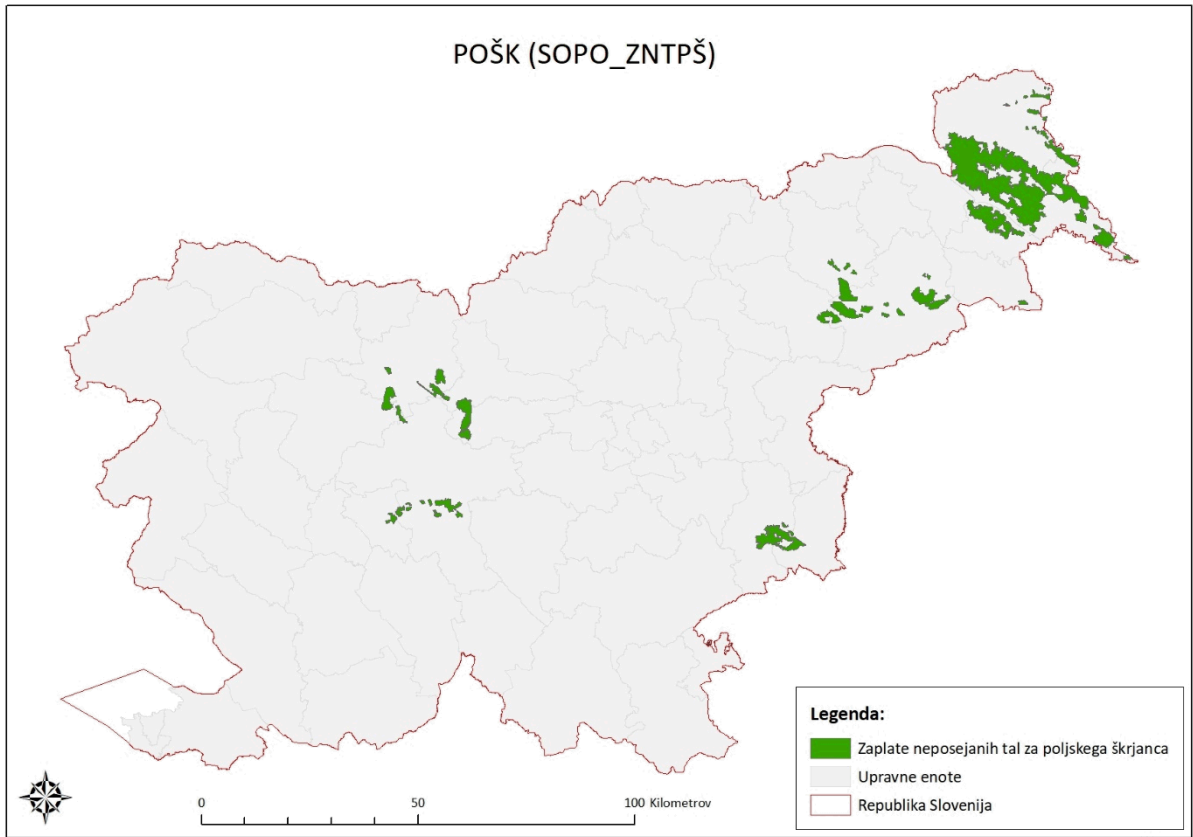 POŠK (SOPO_ZNTPŠ)
Legenda:
Zaplate neposejanih tal za poljskega škrjanca
Upravne enote
Republika Slovenija
0 50 100 Kilometrov